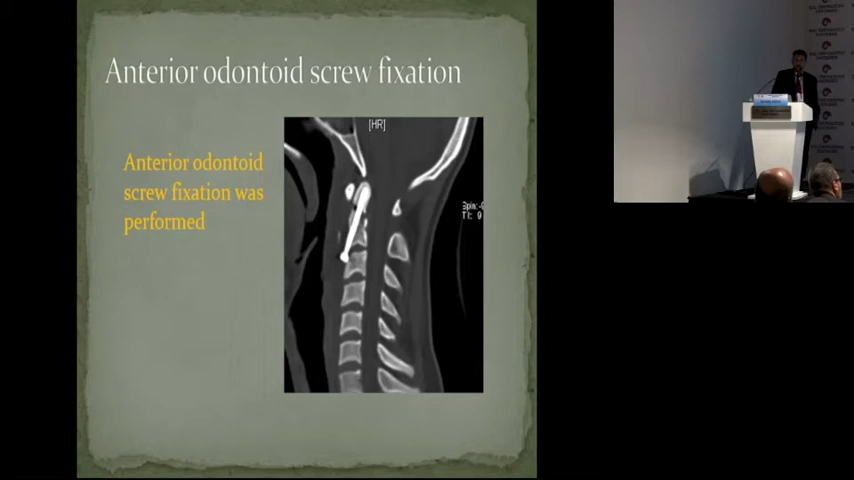 Anterior odontoid screw fixation
Anterior odontoid
screw fixation was
performed
[HR]